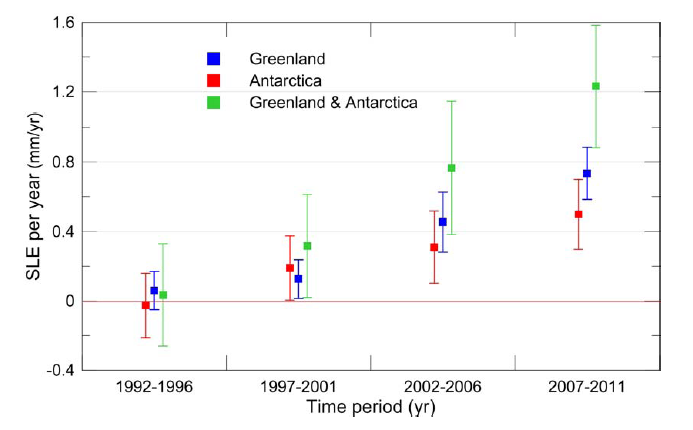 1.6
1.2
0.8
0.4
0
-0.4
SLE per year (mm/yr)
Greenland
Antarctica
Greenland & Antarctica
1992-1996
1997-2001
2002-2006
2007-2011
Time period (yr)